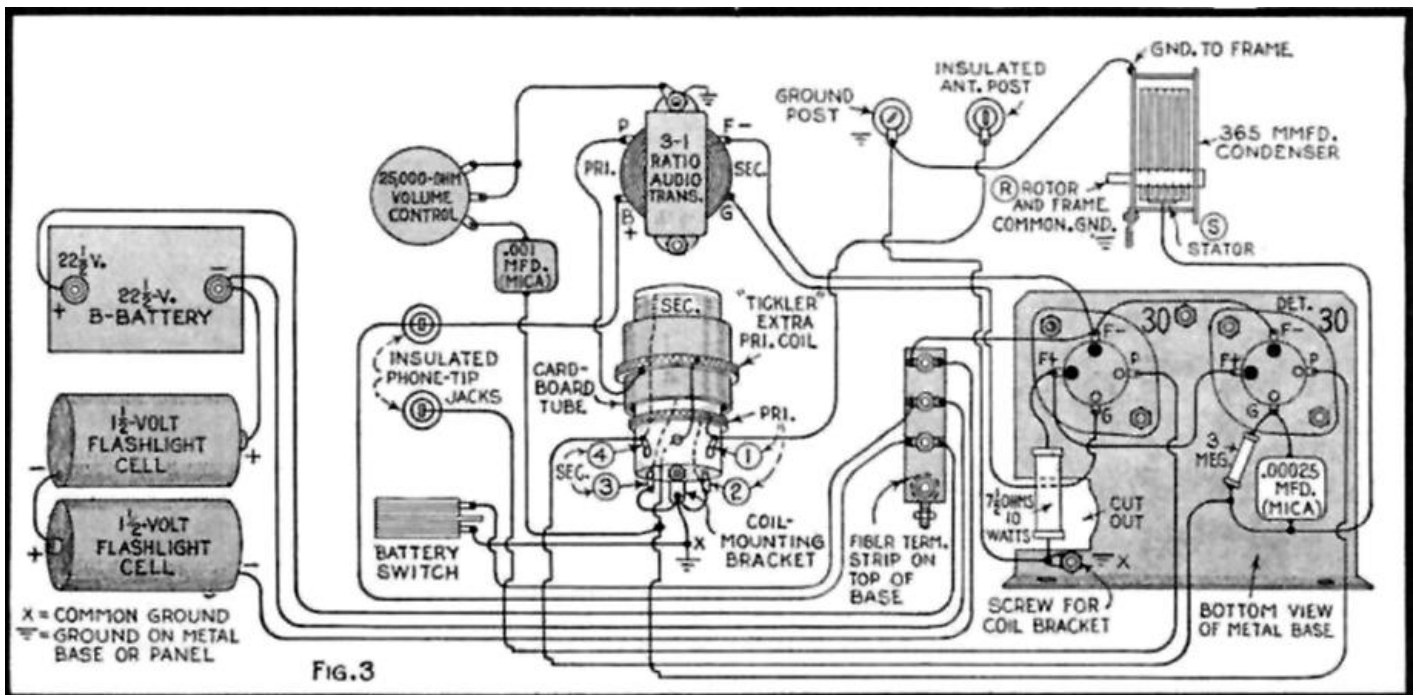 GND. TO FRAME
INSULATED
ANT. POST
GROUND
POST
365 MMFD.
CONDENSER
Ⓡ ROTOR
AND FRAME
COMMON.GND.
Ⓢ
STATOR
P
F-
3-1
RATIO
AUDIO
TRANS.
PRI.
SEC.
B
+
G
25,000-OHM
VOLUME
CONTROL
.001
MFD.
(MICA)
22½ V.
+
-
22½-V.
B-BATTERY
INSULATED
PHONE-TIP
JACKS
SEC.
"TICKLER"
EXTRA
PRI. COIL
CARD-
BOARD
TUBE
PRI.
④
①
SEC.
③
②
COIL-
MOUNTING
BRACKET
X
1½-VOLT
FLASHLIGHT
CELL
-
+
1½-VOLT
FLASHLIGHT
CELL
+
-
BATTERY
SWITCH
FIBER TERM.
STRIP ON
TOP OF
BASE
30
F-
F+
P
G
DET.
30
F-
F+
P
G
3
MEG.
.00025
MFD.
(MICA)
7½ OHMS
10
WATTS
CUT
OUT
X
SCREW FOR
COIL BRACKET
BOTTOM VIEW
OF METAL BASE
X = COMMON GROUND
⏚ = GROUND ON METAL
BASE OR PANEL
FIG.3